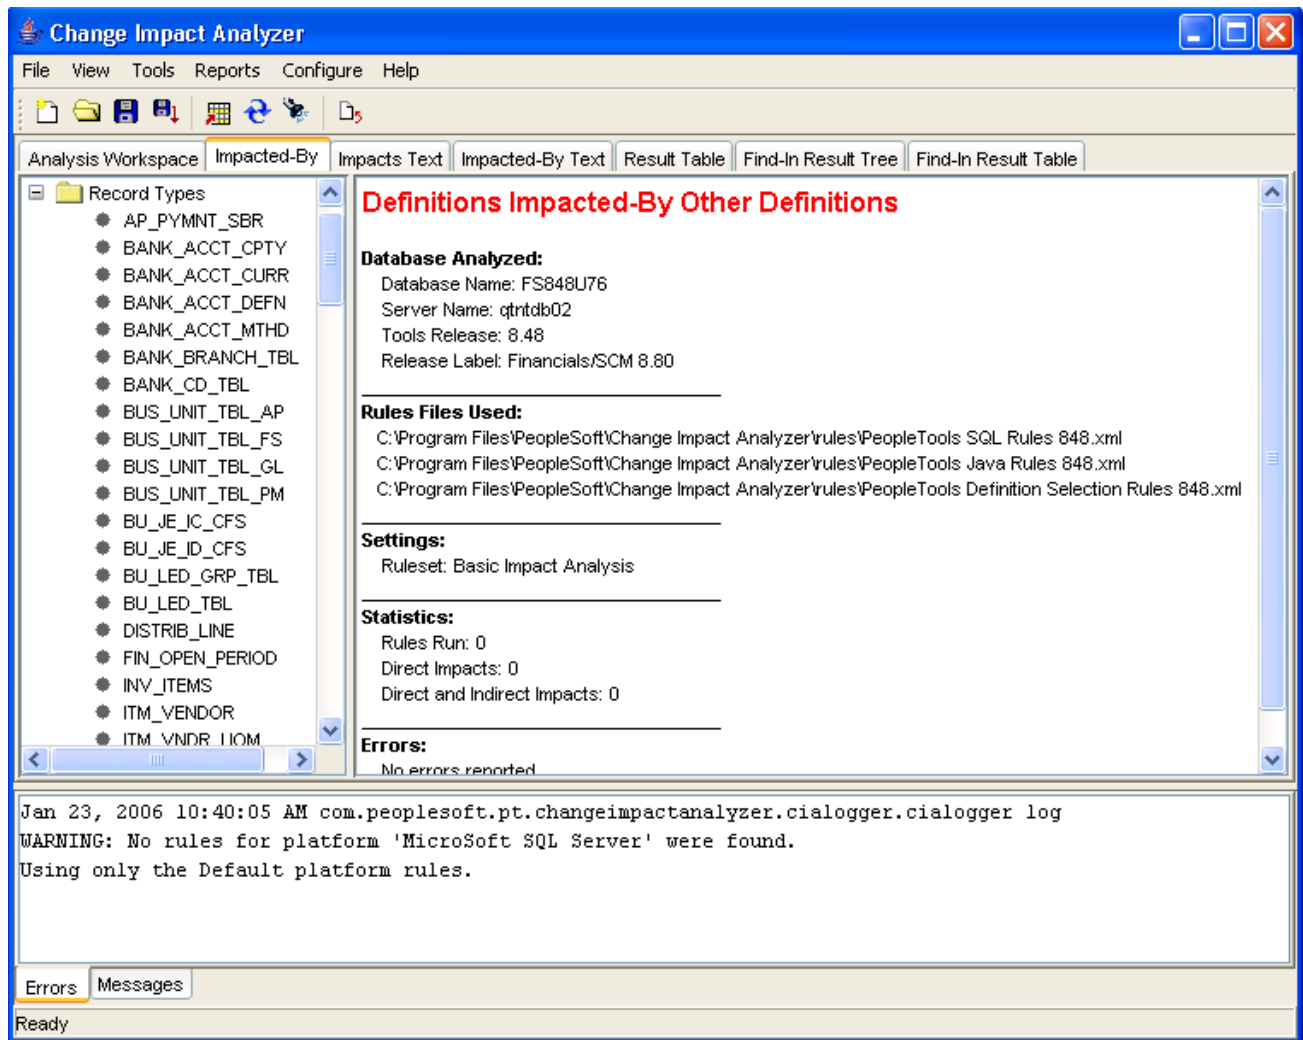 Change Impact Analyzer
File View Tools Reports Configure Help
Analysis Workspace Impacted-By Impacts Text Impacted-By Text Result Table Find-In Result Tree Find-In Result Table
Record Types
AP_PYMNT_SBR
BANK_ACCT_CPTY
BANK_ACCT_CURR
BANK_ACCT_DEFN
BANK_ACCT_MTHD
BANK_BRANCH_TBL
BANK_CD_TBL
BUS_UNIT_TBL_AP
BUS_UNIT_TBL_FS
BUS_UNIT_TBL_GL
BUS_UNIT_TBL_PM
BU_JE_IC_CFS
BU_JE_ID_CFS
BU_LED_GRP_TBL
BU_LED_TBL
DISTRIB_LINE
FIN_OPEN_PERIOD
INV_ITEMS
ITM_VENDOR
ITM_VNDR_UOM
Definitions Impacted-By Other Definitions
Database Analyzed:
Database Name: FS848U76
Server Name: qtntdb02
Tools Release: 8.48
Release Label: Financials/SCM 8.80
Rules Files Used:
C:\Program Files\PeopleSoft\Change Impact Analyzer\rules\PeopleTools SQL Rules 848.xml
C:\Program Files\PeopleSoft\Change Impact Analyzer\rules\PeopleTools Java Rules 848.xml
C:\Program Files\PeopleSoft\Change Impact Analyzer\rules\PeopleTools Definition Selection Rules 848.xml
Settings:
Ruleset: Basic Impact Analysis
Statistics:
Rules Run: 0
Direct Impacts: 0
Direct and Indirect Impacts: 0
Errors:
No errors reported
Jan 23, 2006 10:40:05 AM com.peoplesoft.pt.changeimpactanalyzer.cialogger.cialogger log
WARNING: No rules for platform 'MicroSoft SQL Server' were found.
Using only the Default platform rules.
Errors Messages
Ready